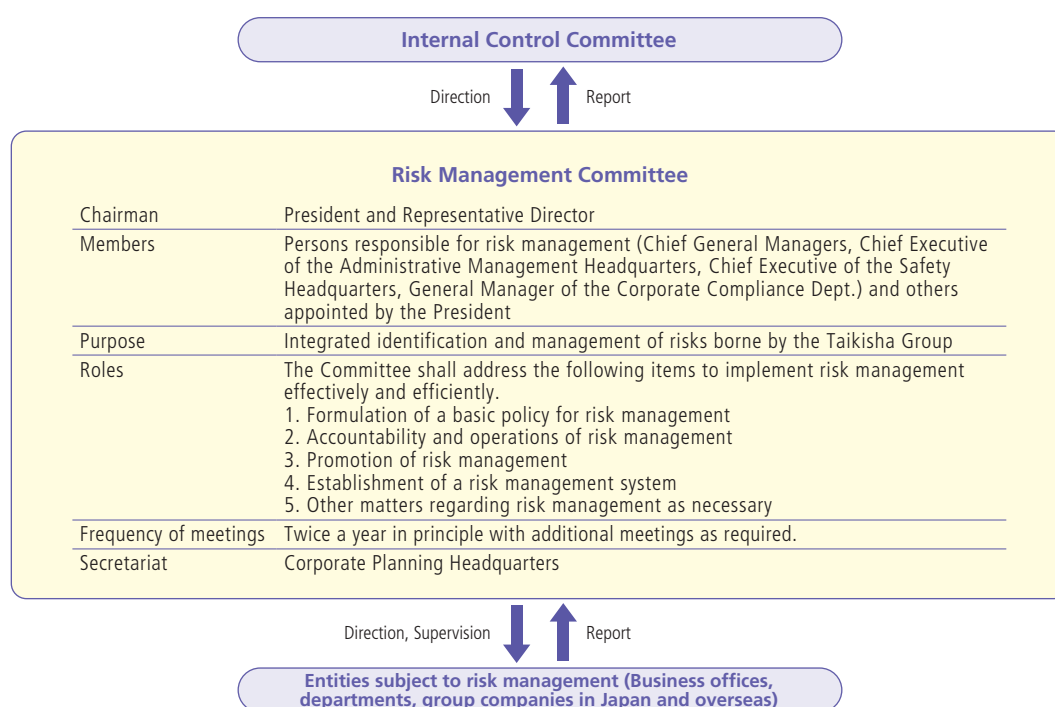 Internal Control Committee
Direction
Report
Risk Management Committee
Chairman President and Representative Director
Members Persons responsible for risk management (Chief General Managers, Chief Executive
of the Administrative Management Headquarters, Chief Executive of the Safety
Headquarters, General Manager of the Corporate Compliance Dept.) and others
appointed by the President
Purpose Integrated identification and management of risks borne by the Taikisha Group
Roles The Committee shall address the following items to implement risk management
effectively and efficiently.
1. Formulation of a basic policy for risk management
2. Accountability and operations of risk management
3. Promotion of risk management
4. Establishment of a risk management system
5. Other matters regarding risk management as necessary
Frequency of meetings Twice a year in principle with additional meetings as required.
Secretariat Corporate Planning Headquarters
Direction, Supervision
Report
Entities subject to risk management (Business offices,
departments, group companies in Japan and overseas)